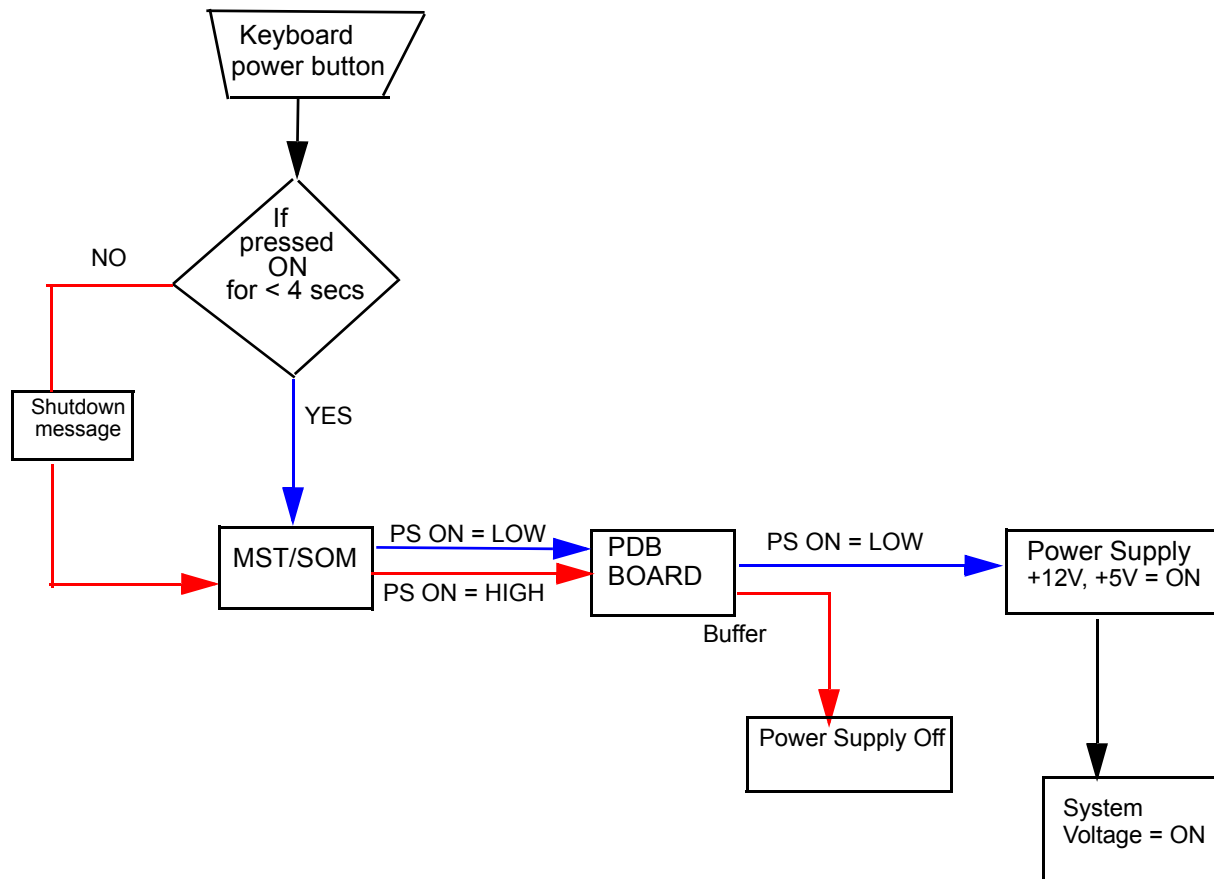 Keyboard
power button
If
pressed
ON
for < 4 secs
NO
Shutdown
message
YES
MST/SOM
PS ON = LOW
PS ON = HIGH
PDB
BOARD
Buffer
PS ON = LOW
Power Supply
+12V, +5V = ON
Power Supply Off
System
Voltage = ON